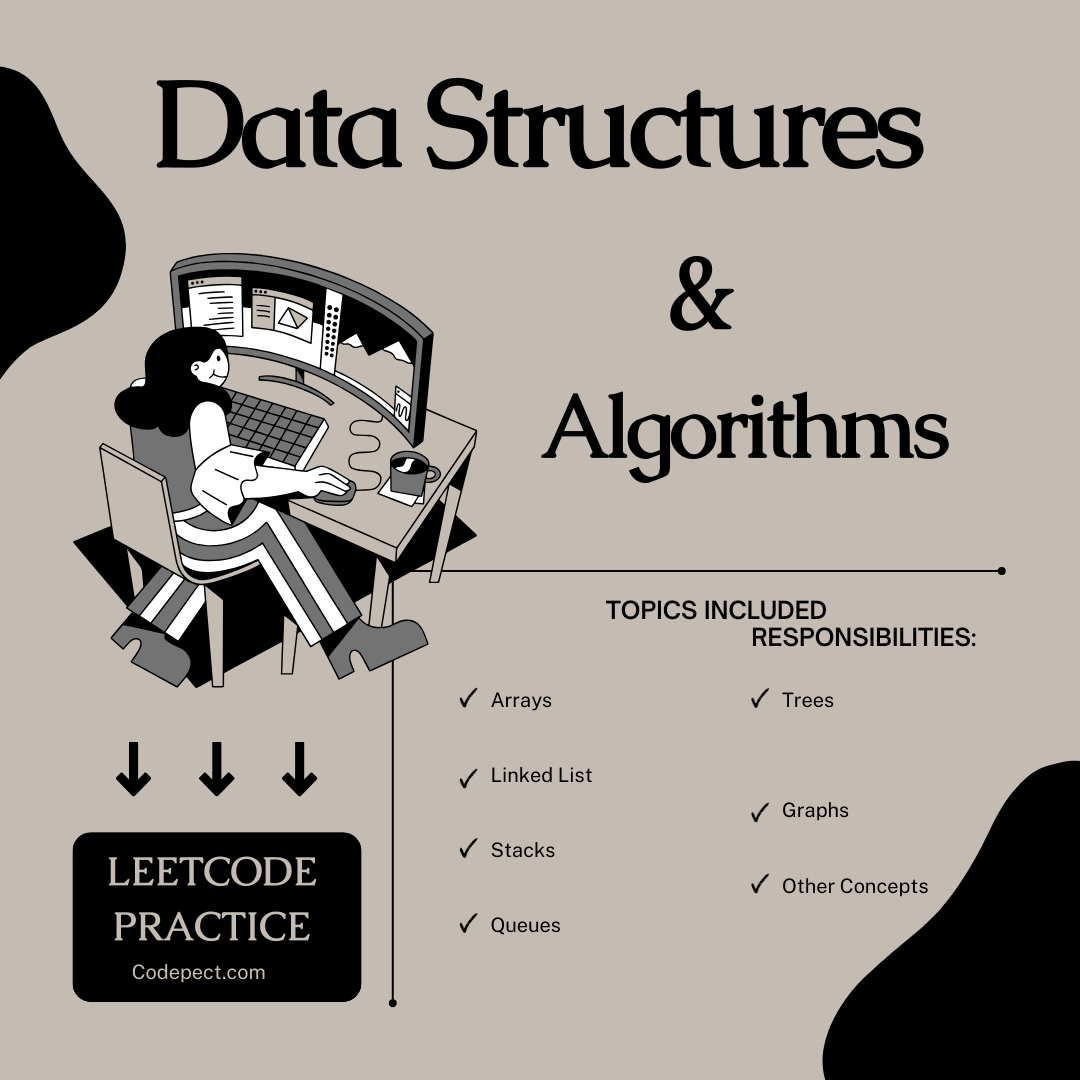 Data Structures
&
Algorithms
TOPICS INCLUDED
RESPONSIBILITIES:
Arrays
Linked List
Stacks
Queues
Trees
Graphs
Other Concepts
LEETCODE
PRACTICE
Codepect.com